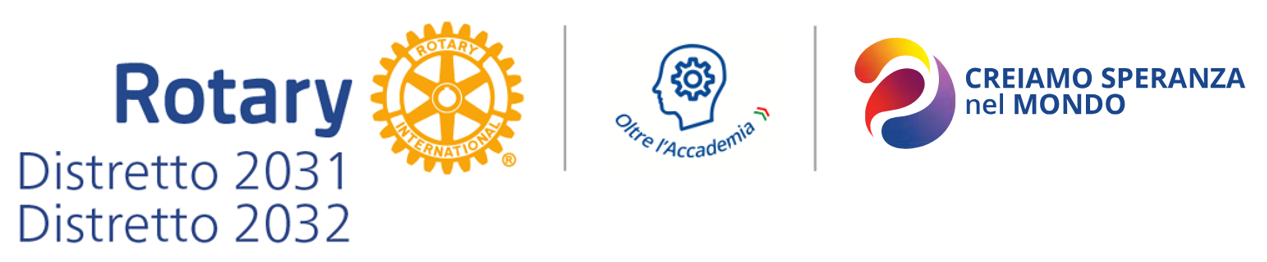 Rotary
Distretto 2031
Distretto 2032
ROTARY
INTERNATIONAL
®
Oltre l'Accademia
CREIAMO SPERANZA
nel MONDO